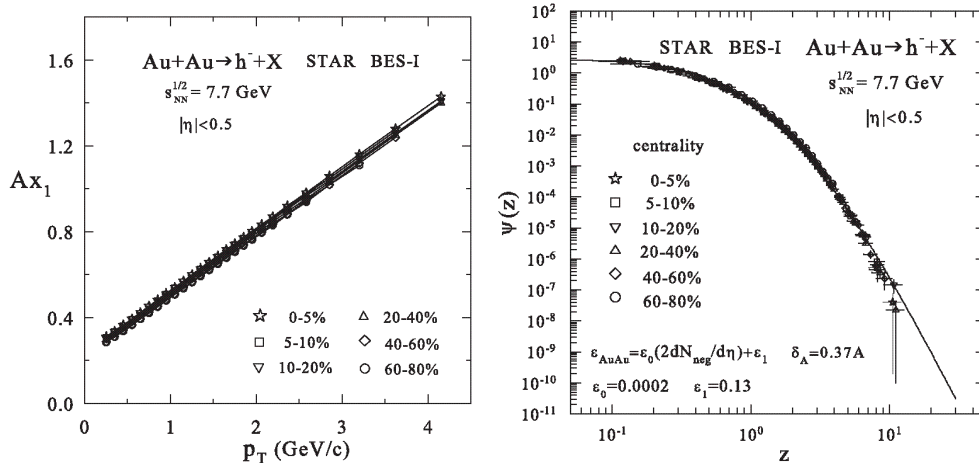 1.6
1.2
0.8
0.4
0.0
Ax₁
Au+Au→h⁻+X STAR BES-I
s_NN^1/2 = 7.7 GeV
|η|<0.5
0-5%
5-10%
10-20%
20-40%
40-60%
60-80%
0 1 2 3 4
p_T (GeV/c)
10²
10¹
10⁰
10⁻¹
10⁻²
10⁻³
10⁻⁴
10⁻⁵
10⁻⁶
10⁻⁷
10⁻⁸
10⁻⁹
10⁻¹⁰
10⁻¹¹
ψ(z)
STAR BES-I Au+Au→h⁻+X
s_NN^1/2 = 7.7 GeV
|η|<0.5
centrality
0-5%
5-10%
10-20%
20-40%
40-60%
60-80%
ε_AuAu=ε₀(2dN_neg/dη)+ε₁ δ_A=0.37A
ε₀=0.0002 ε₁=0.13
10⁻¹ 10⁰ 10¹
z